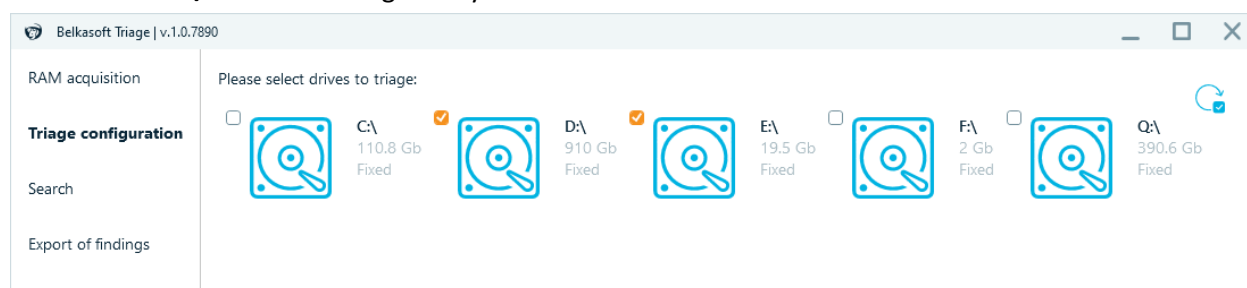 Belkasoft Triage | v.1.0.7890
RAM acquisition
Triage configuration
Search
Export of findings
Please select drives to triage:
C:\
110.8 Gb
Fixed
D:\
910 Gb
Fixed
E:\
19.5 Gb
Fixed
F:\
2 Gb
Fixed
Q:\
390.6 Gb
Fixed